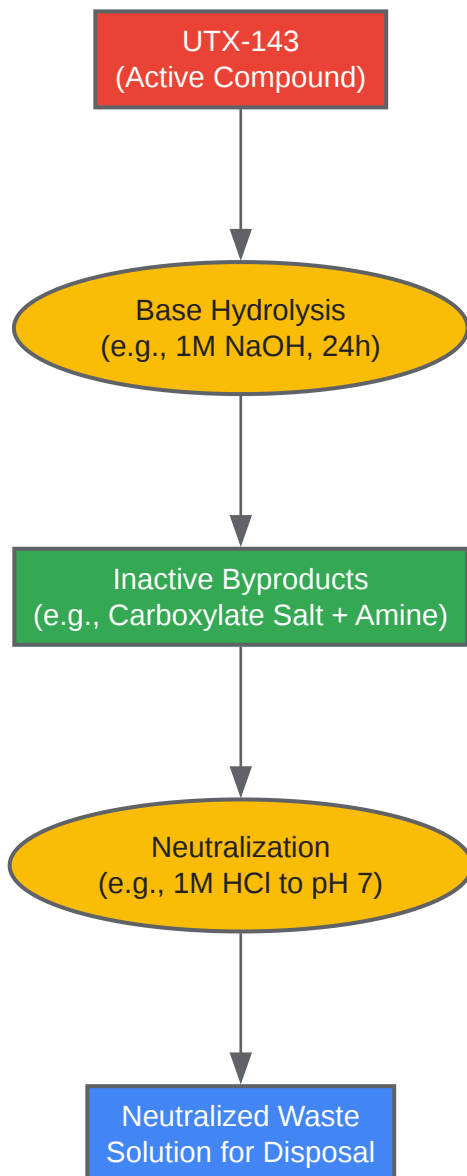 UTX-143
(Active Compound)
Base Hydrolysis
(e.g., 1M NaOH, 24h)
Inactive Byproducts
(e.g., Carboxylate Salt + Amine)
Neutralization
(e.g., 1M HCl to pH 7)
Neutralized Waste
Solution for Disposal